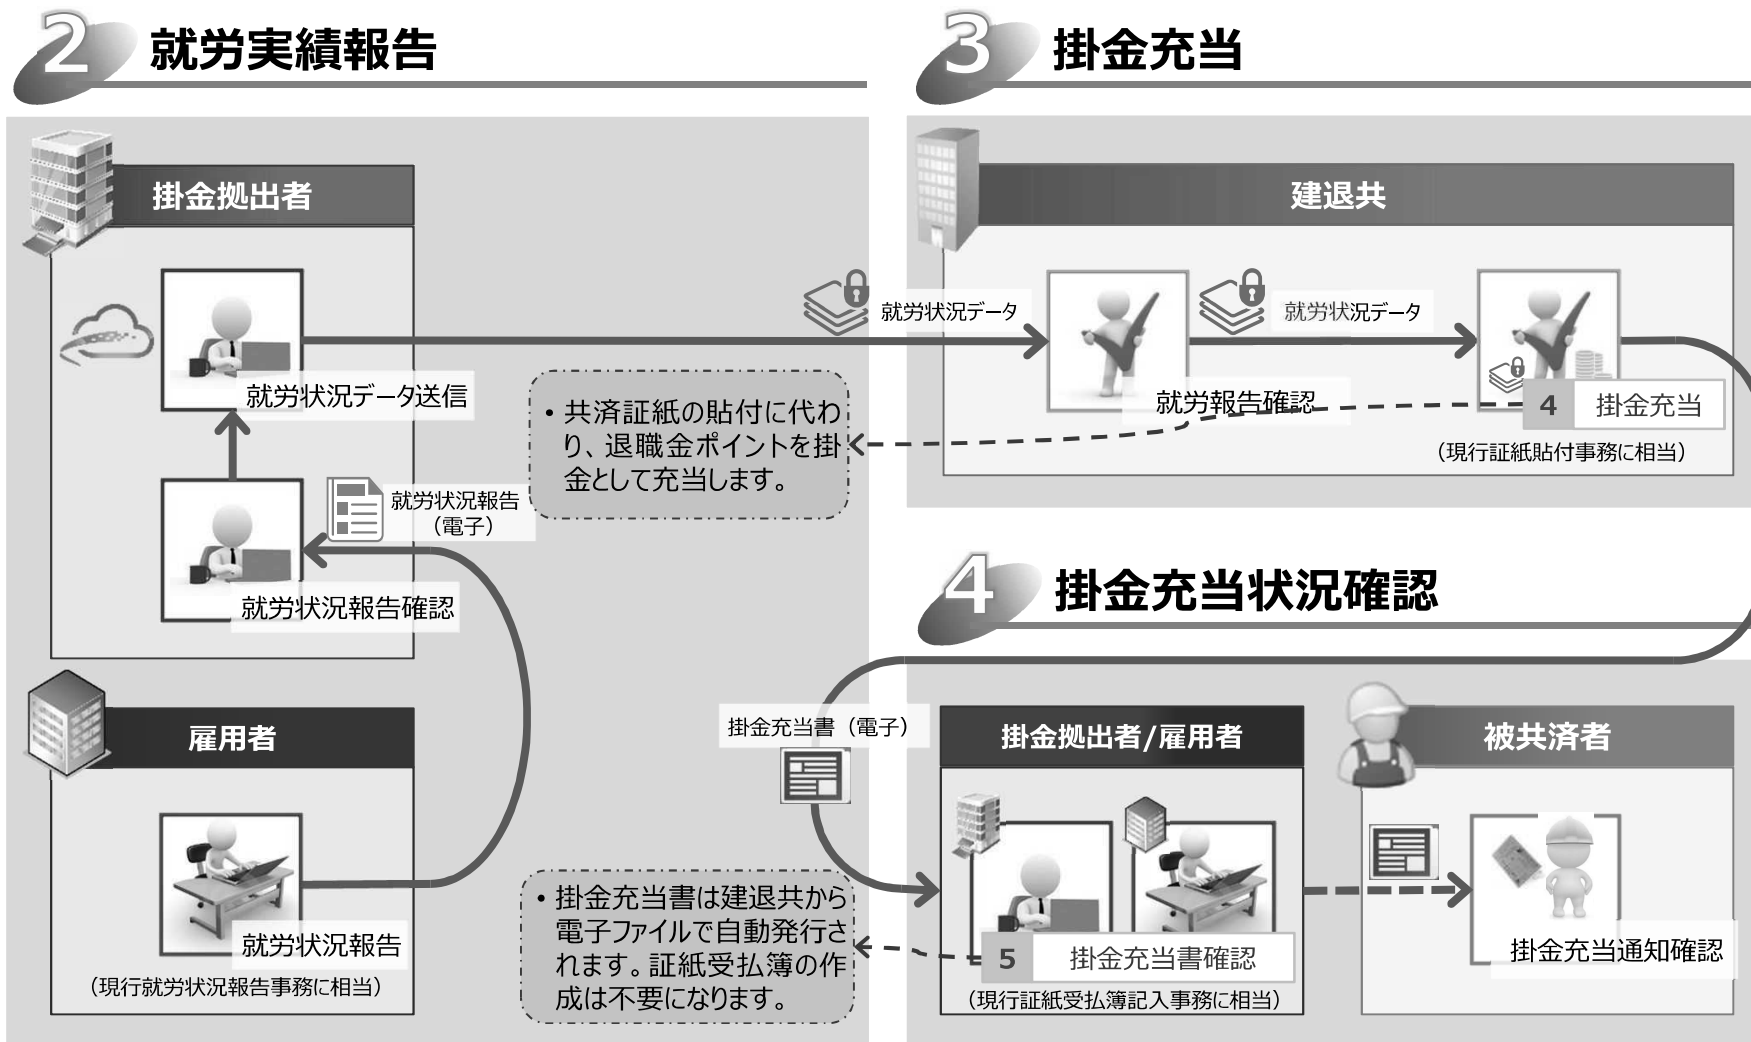 2 就労実績報告
掛金拠出者
就労状況データ送信
就労状況データ
就労状況報告
（電子）
就労状況報告確認
雇用者
就労状況報告
（現行就労状況報告事務に相当）
• 共済証紙の貼付に代わ
り、退職金ポイントを掛
金として充当します。
3 掛金充当
建退共
就労状況データ
就労報告確認
4 掛金充当
（現行証紙貼付事務に相当）
4 掛金充当状況確認
掛金充当書（電子）
掛金拠出者/雇用者
5 掛金充当書確認
（現行証紙受払簿記入事務に相当）
• 掛金充当書は建退共から
電子ファイルで自動発行さ
れます。証紙受払簿の作
成は不要になります。
被共済者
掛金充当通知確認